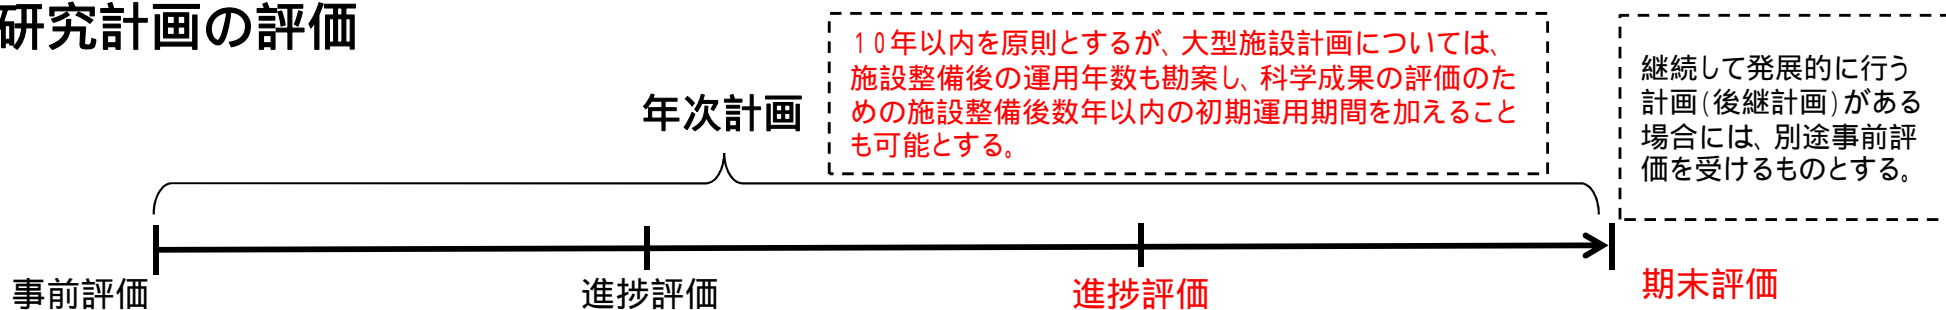 研究計画の評価
年次計画
10年以内を原則とするが、大型施設計画については、
施設整備後の運用年数も勘案し、科学成果の評価のた
めの施設整備後数年以内の初期運用期間を加えること
も可能とする。
継続して発展的に行う
計画(後継計画)がある
場合には、別途事前評
価を受けるものとする。
事前評価
進捗評価
進捗評価
期末評価